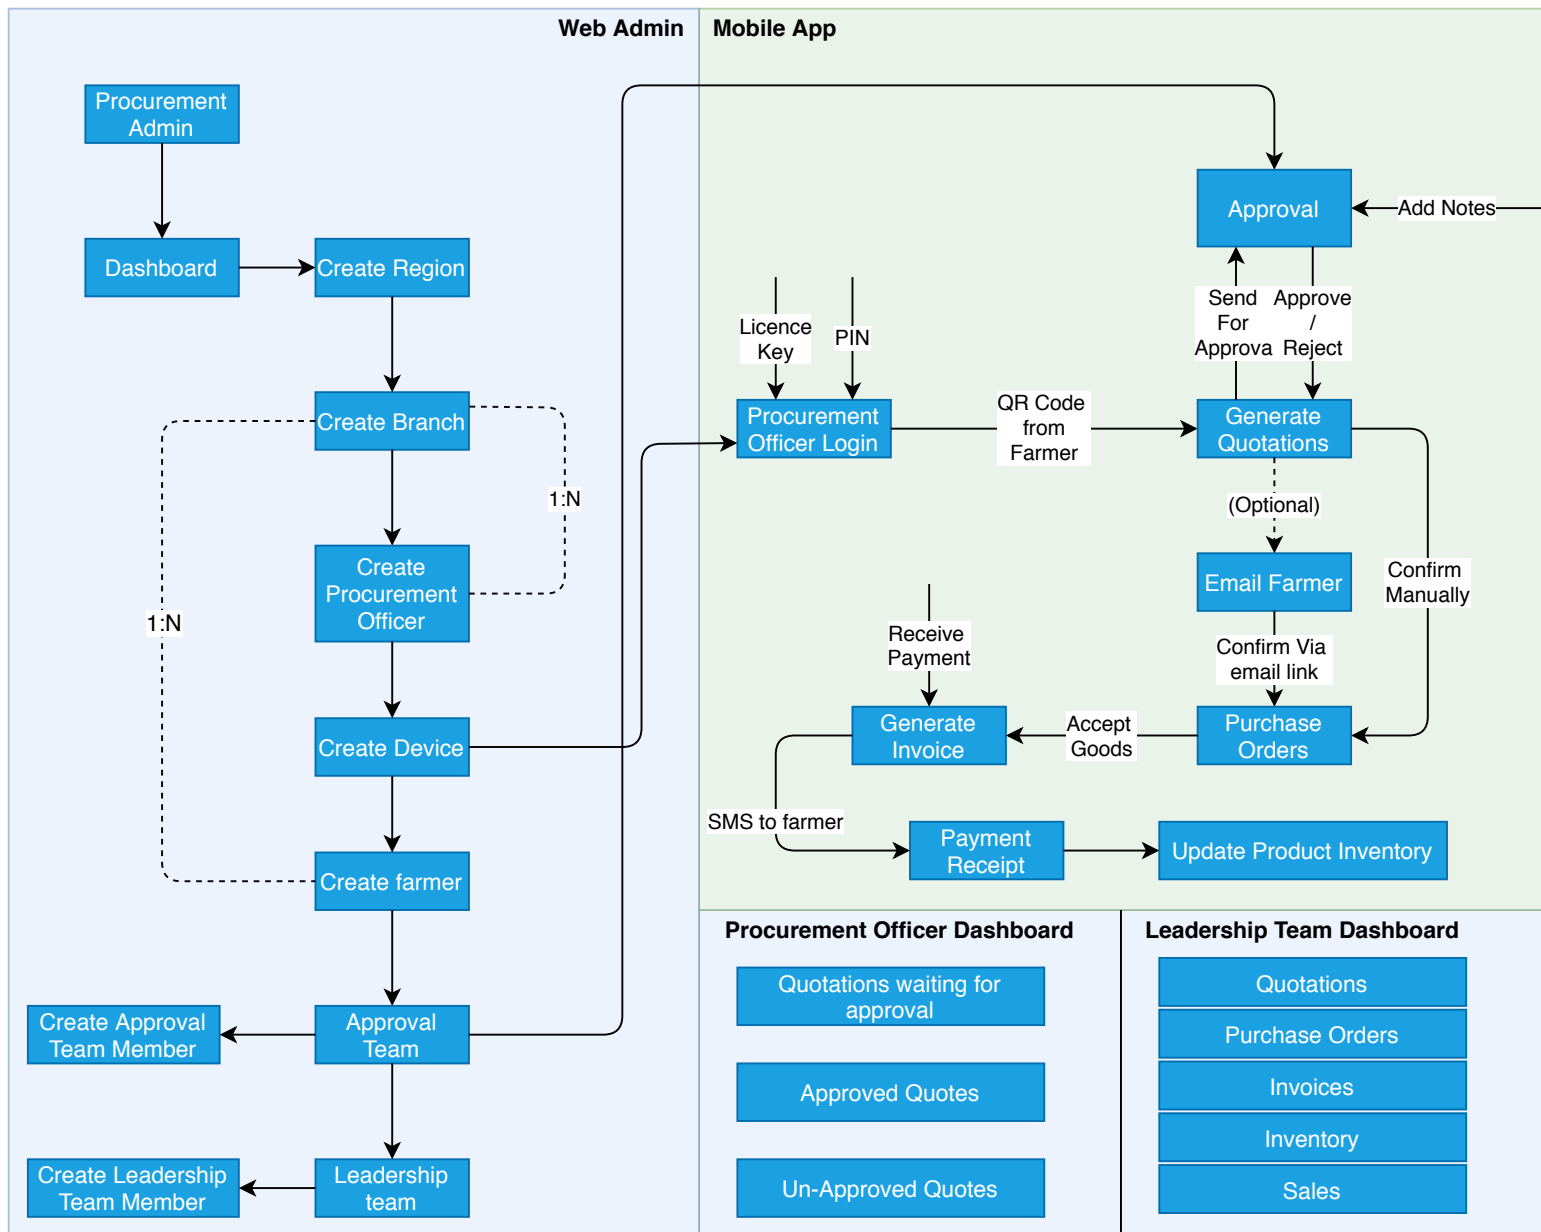 Web Admin
Procurement
Admin
Dashboard
Create Region
Create Branch
1:N
Create
Procurement
Officer
1:N
Create Device
Create farmer
Approval
Team
Create Approval
Team Member
Leadership
team
Create Leadership
Team Member
Mobile App
Approval
Add Notes
Send
For
Approva
Approve
/
Reject
Licence
Key
PIN
Procurement
Officer Login
QR Code
from
Farmer
Generate
Quotations
(Optional)
Email Farmer
Confirm
Manually
Confirm Via
email link
Receive
Payment
Generate
Invoice
Accept
Goods
Purchase
Orders
SMS to farmer
Payment
Receipt
Update Product Inventory
Procurement Officer Dashboard
Quotations waiting for
approval
Approved Quotes
Un-Approved Quotes
Leadership Team Dashboard
Quotations
Purchase Orders
Invoices
Inventory
Sales